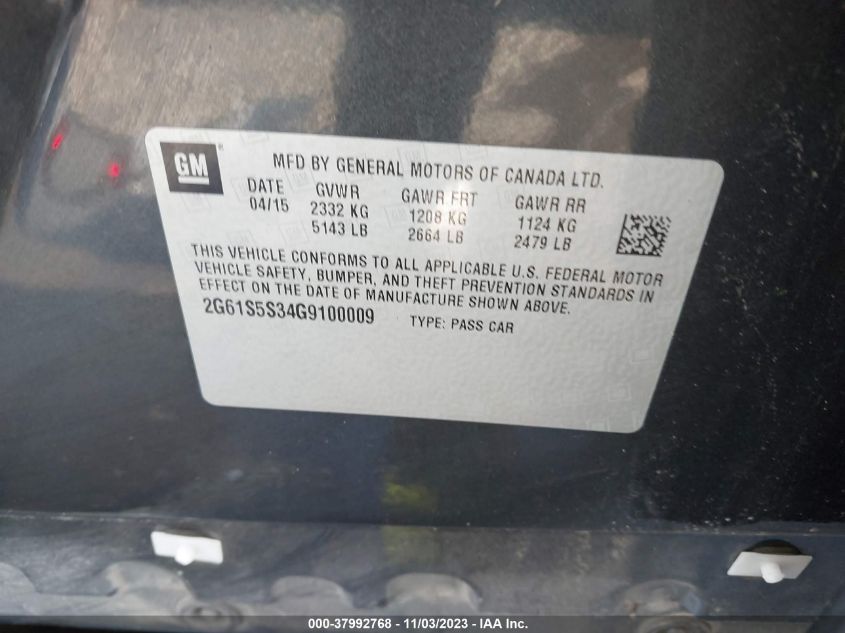 GM
MFD BY GENERAL MOTORS OF CANADA LTD.
DATE GVWR GAWR FRT GAWR RR
04/15 2332 KG 1208 KG 1124 KG
5143 LB 2664 LB 2479 LB
THIS VEHICLE CONFORMS TO ALL APPLICABLE U.S. FEDERAL MOTOR
VEHICLE SAFETY, BUMPER, AND THEFT PREVENTION STANDARDS IN
EFFECT ON THE DATE OF MANUFACTURE SHOWN ABOVE.
2G61S5S34G9100009 TYPE: PASS CAR
000-37992768 - 11/03/2023 - IAA Inc.